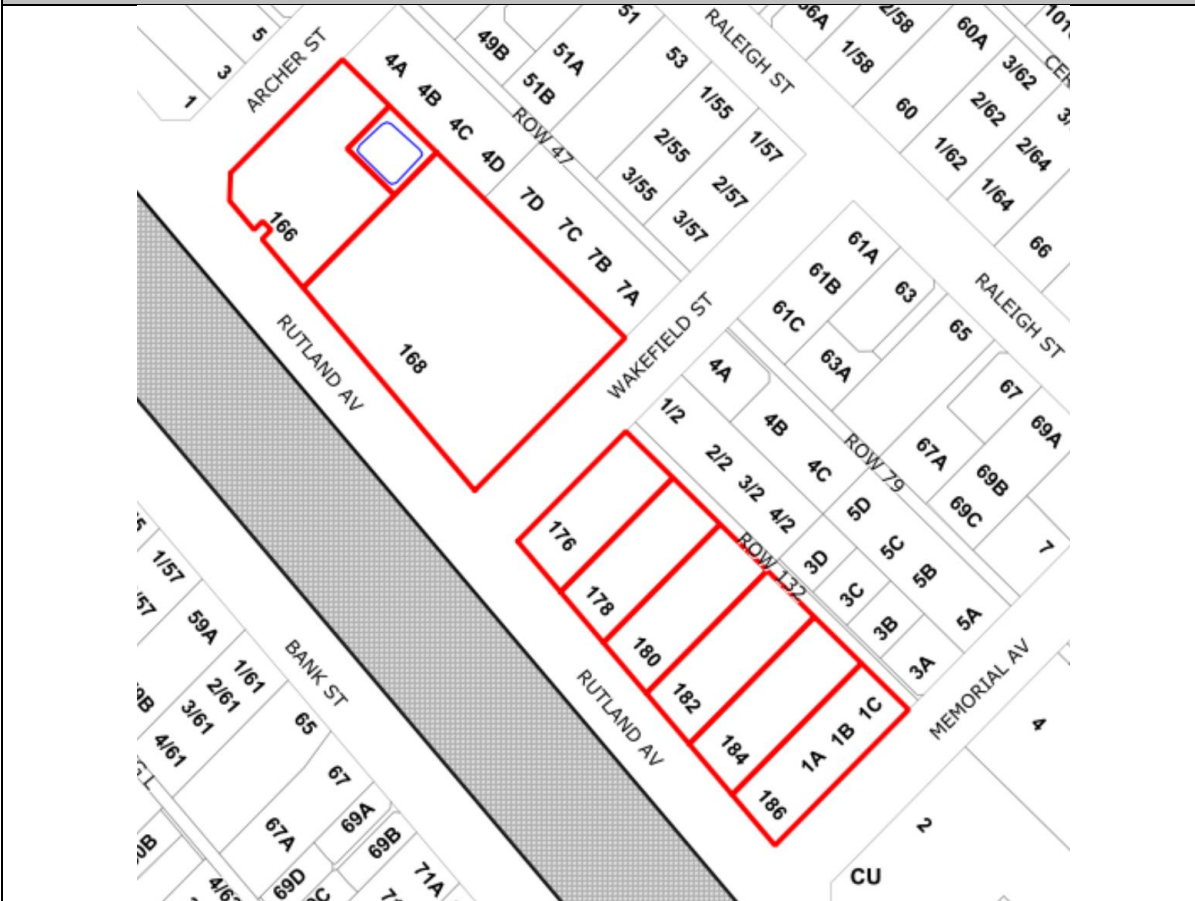 5
3
1
ARCHER ST
4A
4B
4C
4D
49B
51A
51B
51
53
ROW 47
1/55
2/55
3/55
1/57
2/57
3/57
RALEIGH ST
2/58
1/58
60A
60
3/62
2/62
1/62
2/64
1/64
66
7D
7C
7B
7A
166
168
RUTLAND AV
WAKEFIELD ST
61A
61B
61C
63
63A
65
RALEIGH ST
67
67A
69A
69B
69C
7
ROW 79
4A
4B
4C
1/2
2/2
3/2
4/2
5D
5C
5B
5A
3D
3C
3B
3A
ROW 132
176
178
180
182
184
186
1A
1B
1C
MEMORIAL AV
RUTLAND AV
4
2
CU
BANK ST
1/57
59A
1/61
2/61
3/61
4/61
65
67
67A
69A
69B
69D
71A